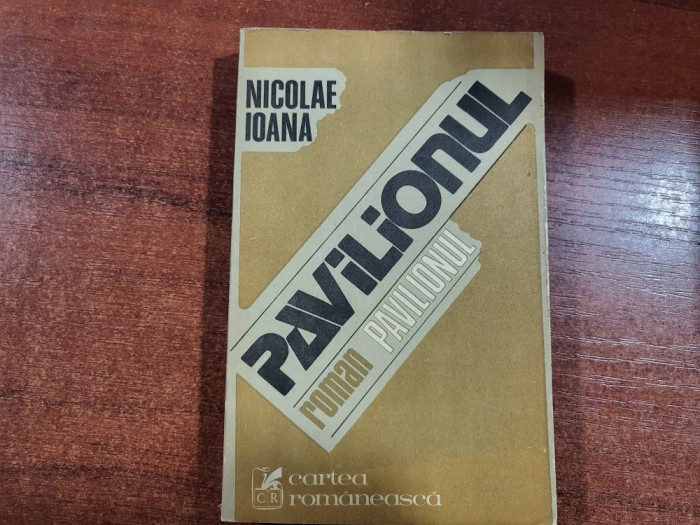 NICOLAE
IOANA
PAViLiONUL
roman PAVILIONUL
CR cartea
românească